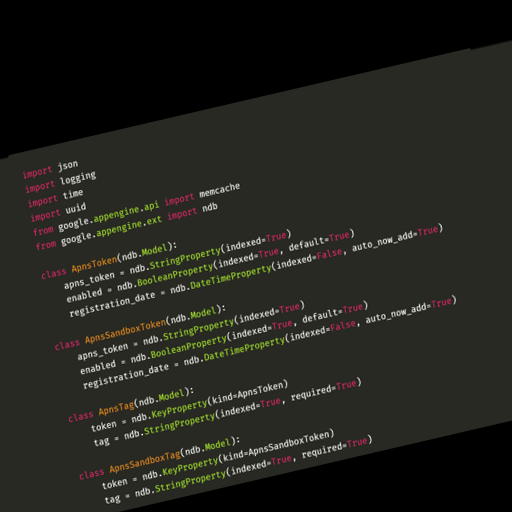 import json
import logging
import time
import uuid
from google.appengine.api import memcache
from google.appengine.ext import ndb
class ApnsToken(ndb.Model):
apns_token = ndb.StringProperty(indexed=True)
enabled = ndb.BooleanProperty(indexed=True, default=True)
registration_date = ndb.DateTimeProperty(indexed=False, auto_now_add=True)
class ApnsSandboxToken(ndb.Model):
apns_token = ndb.StringProperty(indexed=True)
enabled = ndb.BooleanProperty(indexed=True, default=True)
registration_date = ndb.DateTimeProperty(indexed=False, auto_now_add=True)
class ApnsTag(ndb.Model):
token = ndb.KeyProperty(kind=ApnsToken)
tag = ndb.StringProperty(indexed=True, required=True)
class ApnsSandboxTag(ndb.Model):
token = ndb.KeyProperty(kind=ApnsSandboxToken)
tag = ndb.StringProperty(indexed=True, required=True)